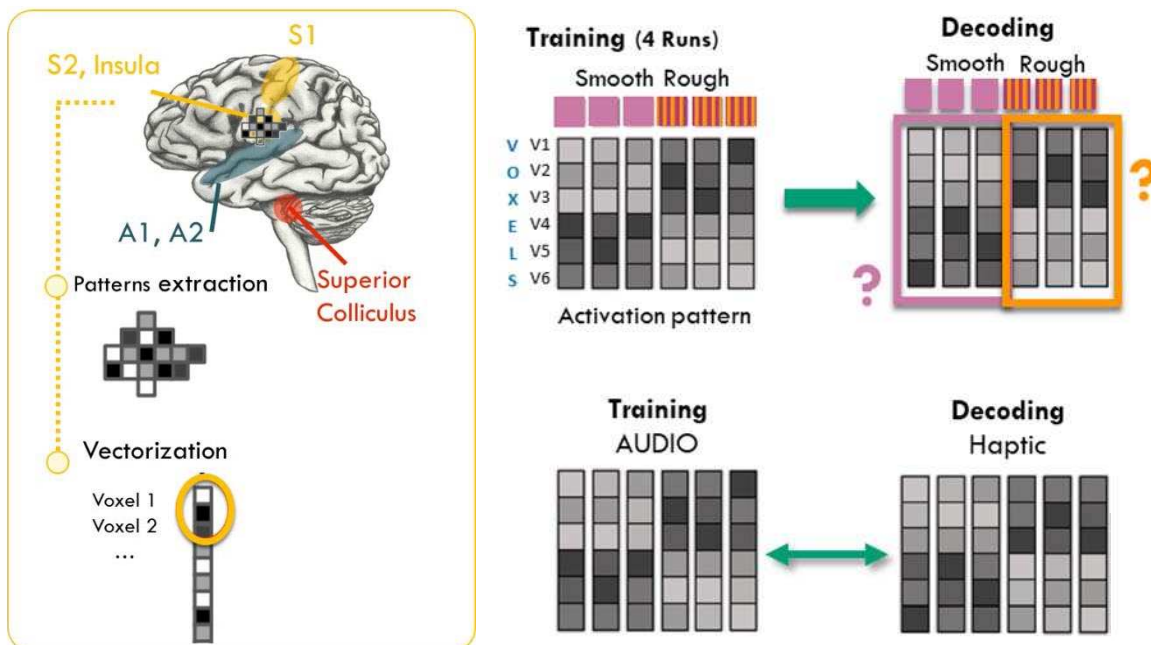 S1
S2, Insula
A1, A2
Superior
Colliculus
Patterns extraction
Vectorization
Voxel 1
Voxel 2
...
Training (4 Runs)
Smooth Rough
V V1
O V2
X V3
E V4
L V5
S V6
Activation pattern
Decoding
Smooth Rough
?
?
Training
AUDIO
Decoding
Haptic